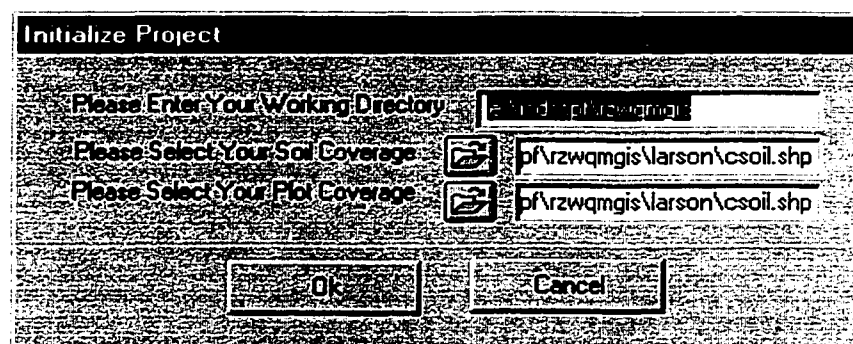 Initialize Project
Please Enter Your Working Directory
Please Select Your Soil Coverage pf\rzwqmgis\larson\csoil.shp
Please Select Your Plot Coverage pf\rzwqmgis\larson\csoil.shp
Ok Cancel